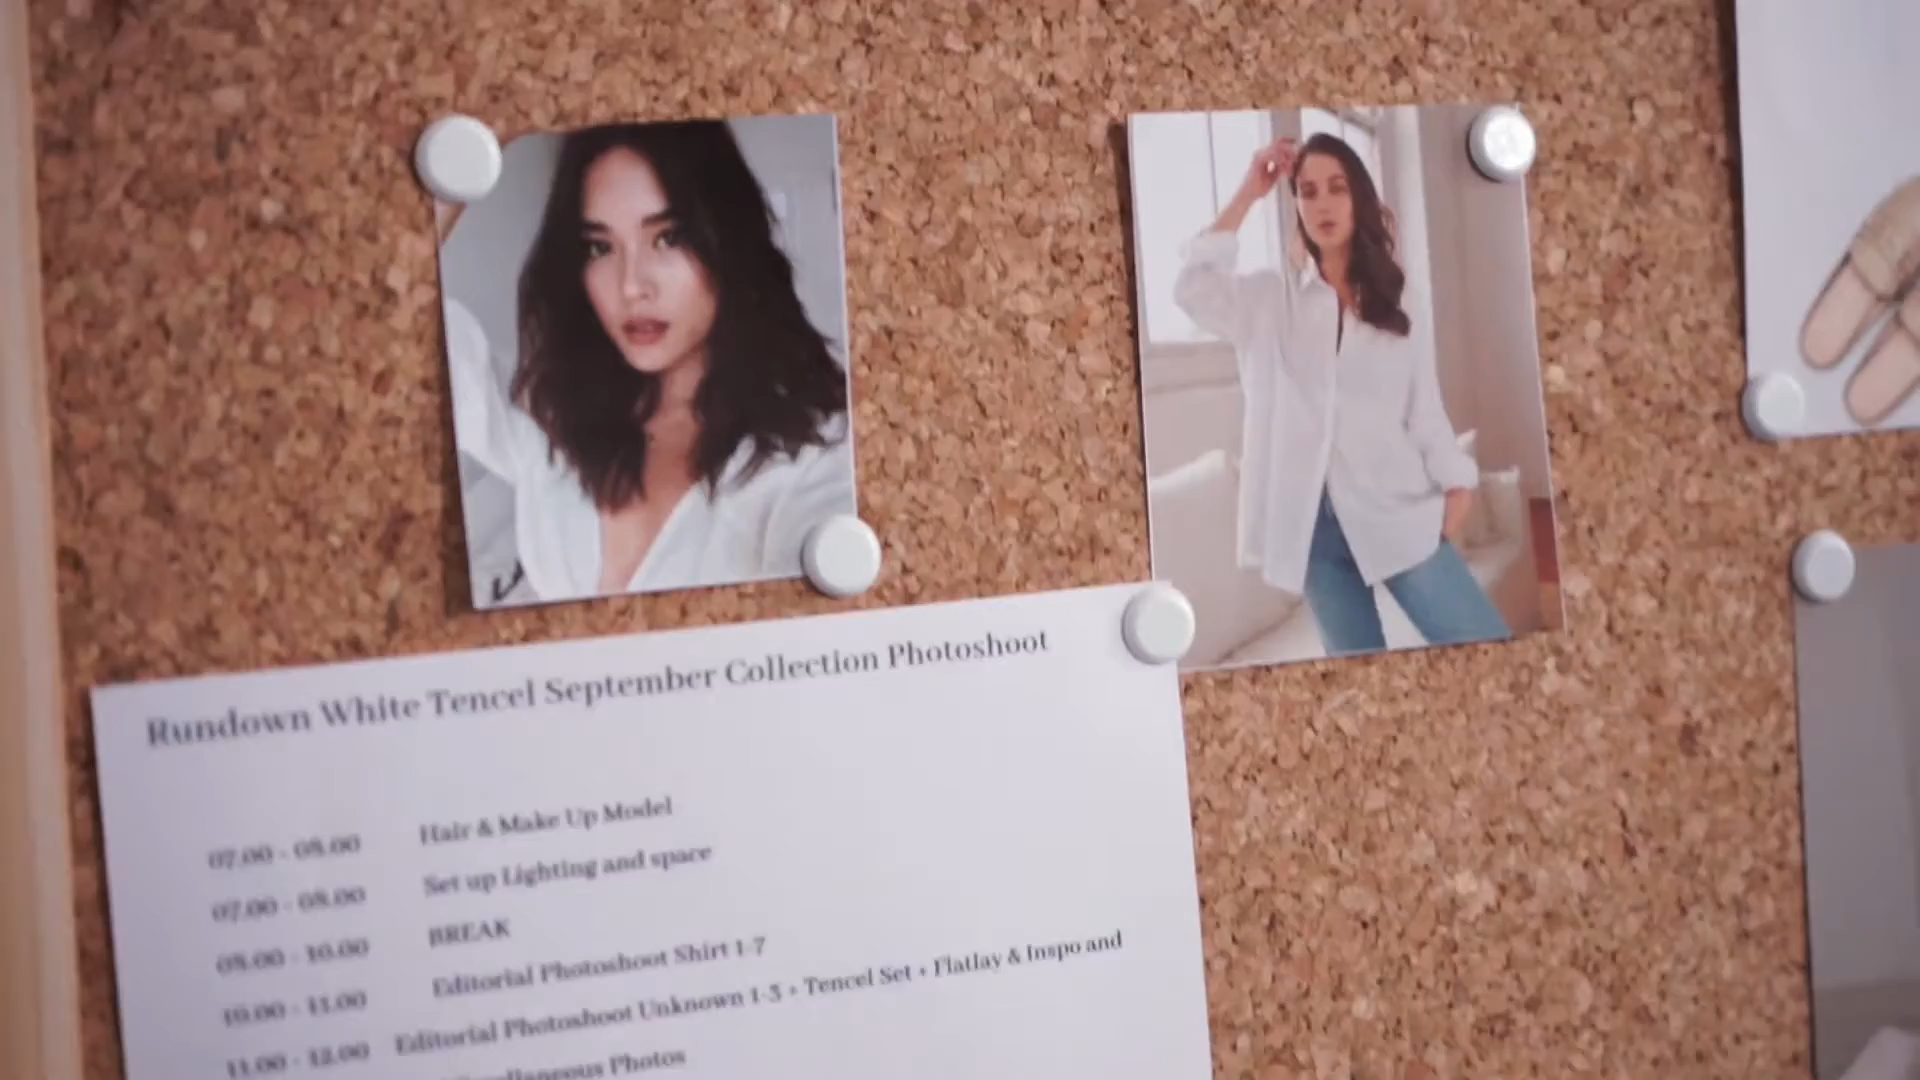 Rundown White Tencel September Collection Photoshoot
07.00 - 08.00 Hair & Make Up Model
07.00 - 08.00 Set up Lighting and space
08.00 - 10.00 BREAK
10.00 - 11.00 Editorial Photoshoot Shirt 1-7
11.00 - 12.00 Editorial Photoshoot Unknown 1-3 + Tencel Set + Flatlay & Inspo and
Photos